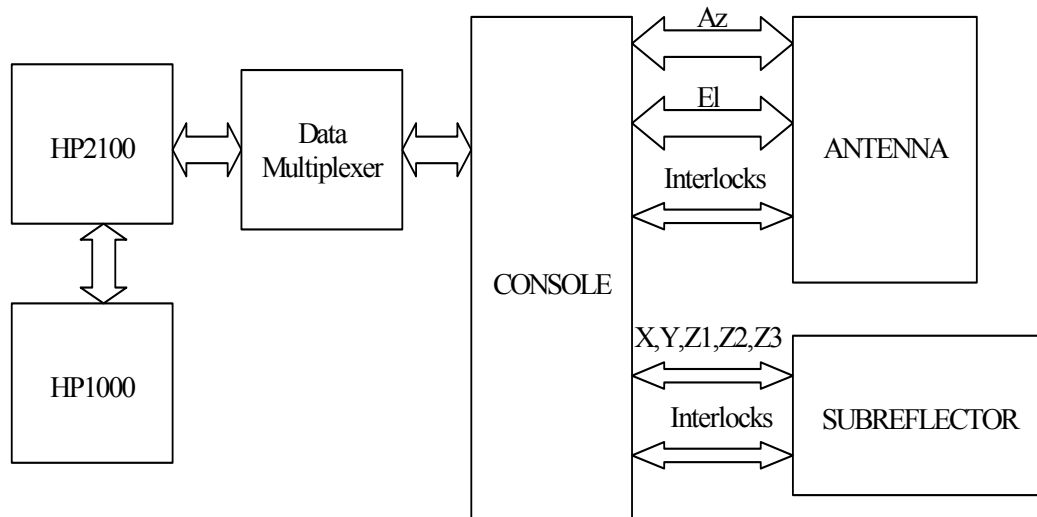 HP2100
Data
Multiplexer
HP1000
CONSOLE
Az
El
Interlocks
ANTENNA
X,Y,Z1,Z2,Z3
Interlocks
SUBREFLECTOR